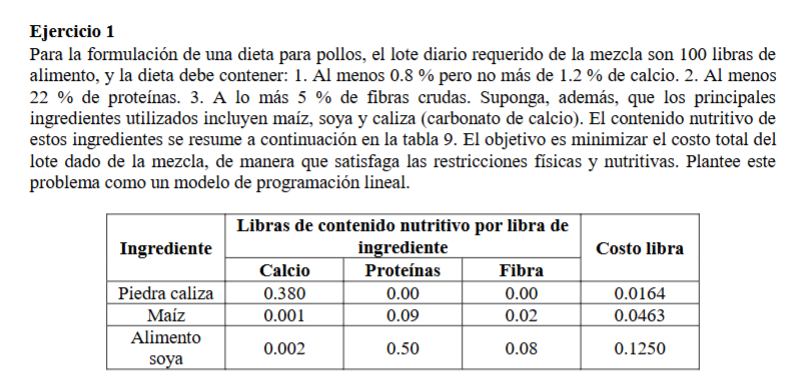 Ejercicio 1
Para la formulación de una dieta para pollos, el lote diario requerido de la mezcla son 100 libras de
alimento, y la dieta debe contener: 1. Al menos 0.8 % pero no más de 1.2 % de calcio. 2. Al menos
22 % de proteínas. 3. A lo más 5 % de fibras crudas. Suponga, además, que los principales
ingredientes utilizados incluyen maíz, soya y caliza (carbonato de calcio). El contenido nutritivo de
estos ingredientes se resume a continuación en la tabla 9. El objetivo es minimizar el costo total del
lote dado de la mezcla, de manera que satisfaga las restricciones físicas y nutritivas. Plantee este
problema como un modelo de programación lineal.
Ingrediente Libras de contenido nutritivo por libra de ingrediente Costo libra
Calcio Proteínas Fibra
Piedra caliza 0.380 0.00 0.00 0.0164
Maíz 0.001 0.09 0.02 0.0463
Alimento soya 0.002 0.50 0.08 0.1250